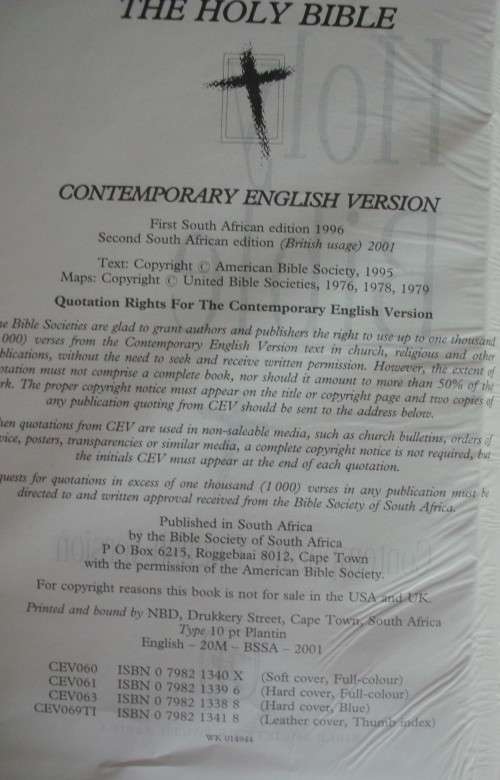 THE HOLY BIBLE
CONTEMPORARY ENGLISH VERSION
First South African edition 1996
Second South African edition (British usage) 2001
Text: Copyright © American Bible Society, 1995
Maps: Copyright © United Bible Societies, 1976, 1978, 1979
Quotation Rights For The Contemporary English Version
Bible Societies are glad to grant authors and publishers the right to use up to one thousand
000) verses from the Contemporary English Version text in church, religious and other
blications, without the need to seek and receive written permission. However, the extent of
otation must not comprise a complete book, nor should it amount to more than 50% of the
rk. The proper copyright notice must appear on the title or copyright page and two copies of
any publication quoting from CEV should be sent to the address below.
hen quotations from CEV are used in non-saleable media, such as church bulletins, orders of
vice, posters, transparencies or similar media, a complete copyright notice is not required, but
the initials CEV must appear at the end of each quotation.
quests for quotations in excess of one thousand (1 000) verses in any publication must be
directed to and written approval received from the Bible Society of South Africa.
Published in South Africa
by the Bible Society of South Africa
P O Box 6215, Roggebaai 8012, Cape Town
with the permission of the American Bible Society.
For copyright reasons this book is not for sale in the USA and UK.
Printed and bound by NBD, Drukkery Street, Cape Town, South Africa
Type 10 pt Plantin
English – 20M – BSSA – 2001
CEV060 ISBN 0 7982 1340 X (Soft cover, Full-colour)
CEV061 ISBN 0 7982 1339 6 (Hard cover, Full-colour)
CEV063 ISBN 0 7982 1338 8 (Hard cover, Blue)
CEV069TI ISBN 0 7982 1341 8 (Leather cover, Thumb index)
WK 014944